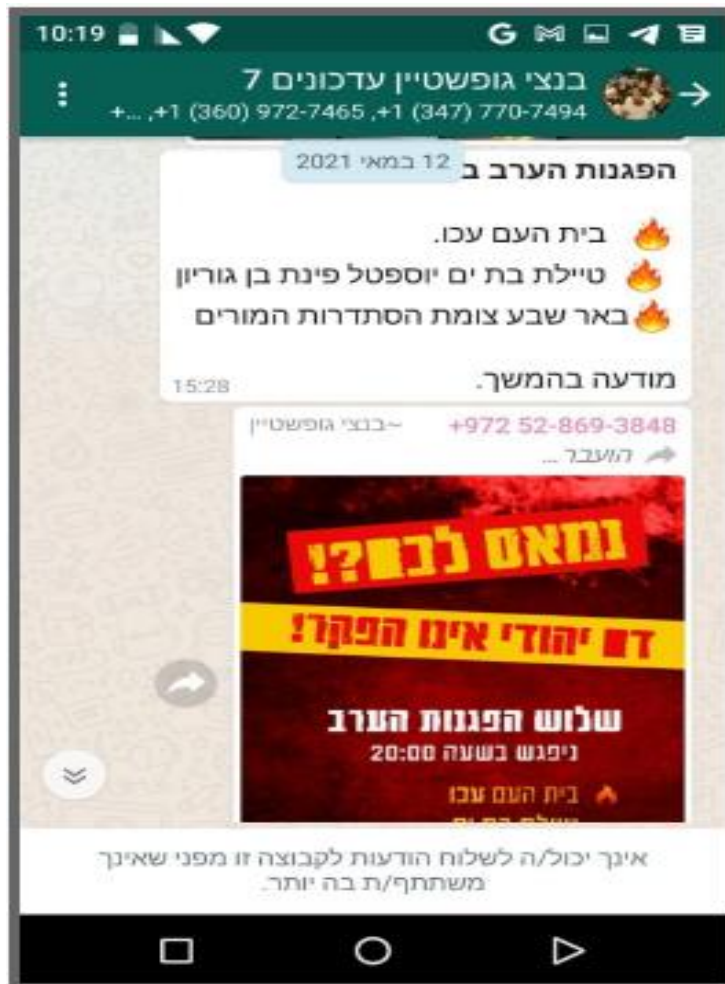 10:19
בנצי גופשטיין עדכונים 7
+1 (347) 770-7494, +1 (360) 972-7465, +...
12 במאי 2021
הפגנות הערב ב
🔥 בית העם עכו.
🔥 טיילת בת ים יוספטל פינת בן גוריון
🔥 באר שבע צומת הסתדרות המורים
מודעה בהמשך.
15:28
+972 52-869-3848 ~בנצי גופשטיין
הועבר ...
נמאס לכם?!
דם יהודי אינו הפקר!
שלוש הפגנות הערב
ניפגש בשעה 20:00
🔥 בית העם עכו
אינך יכול/ה לשלוח הודעות לקבוצה זו מפני שאינך
משתתף/ת בה יותר.